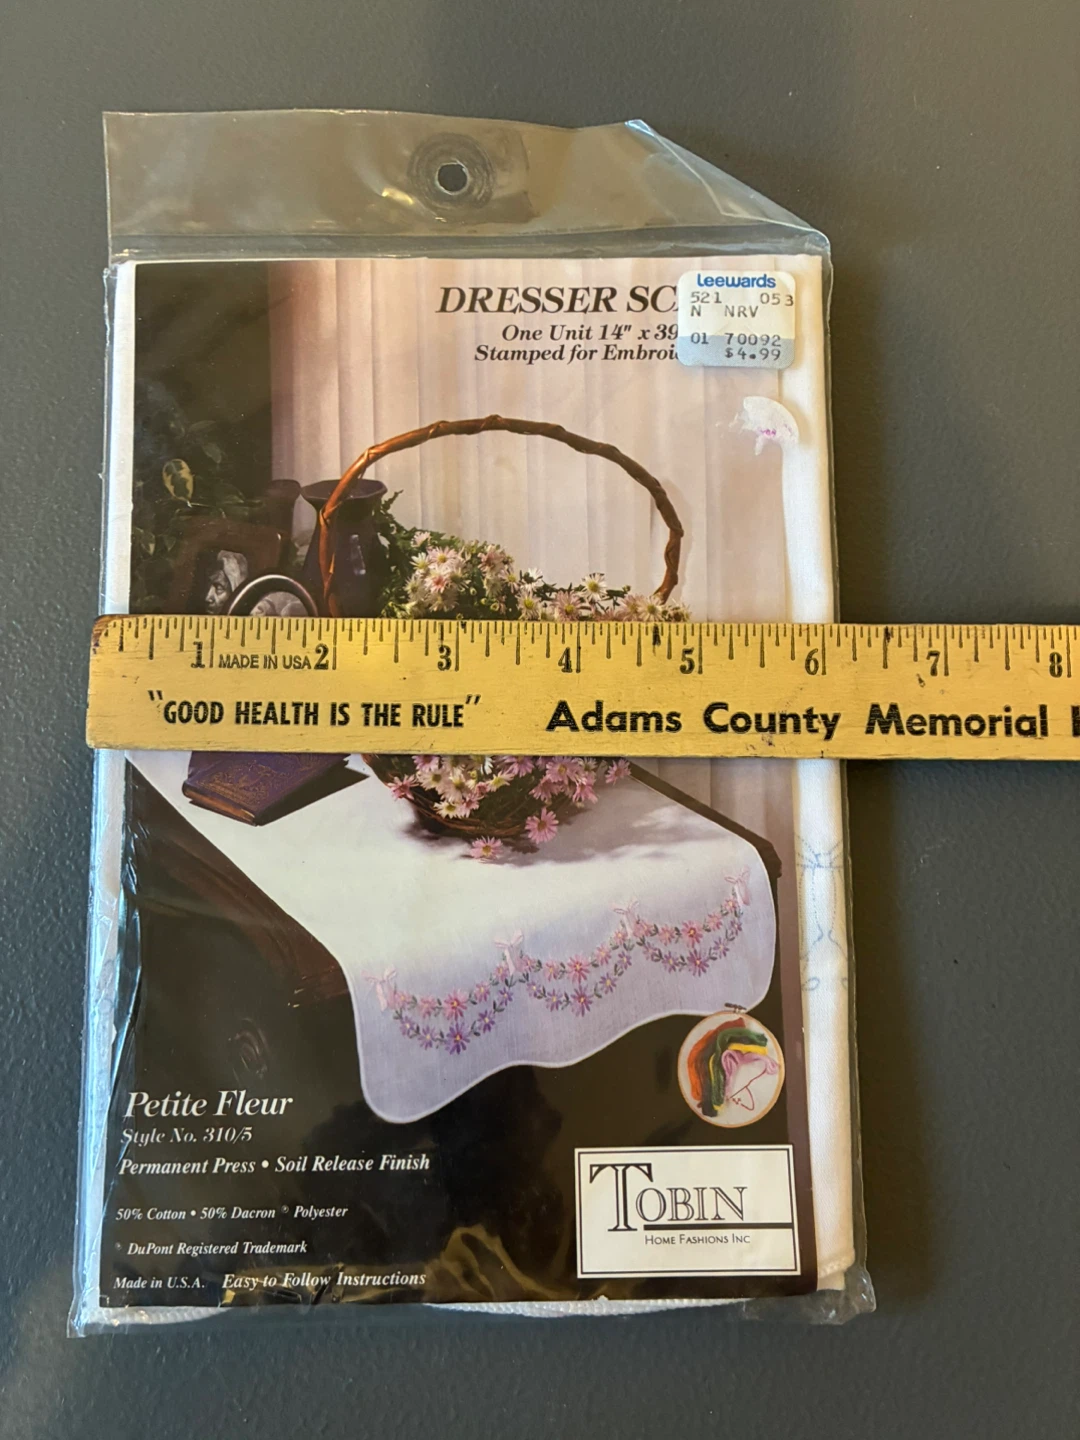 Leewards
521 053
N NRV
01 70092
$4.99
DRESSER SC
One Unit 14" x 39
Stamped for Embroi
1 MADE IN USA 2 3 4 5 6 7 8
"GOOD HEALTH IS THE RULE" Adams County Memorial
Petite Fleur
Style No. 310/5
Permanent Press • Soil Release Finish
50% Cotton • 50% Dacron ® Polyester
® DuPont Registered Trademark
Made in U.S.A. Easy to Follow Instructions
TOBIN
HOME FASHIONS INC